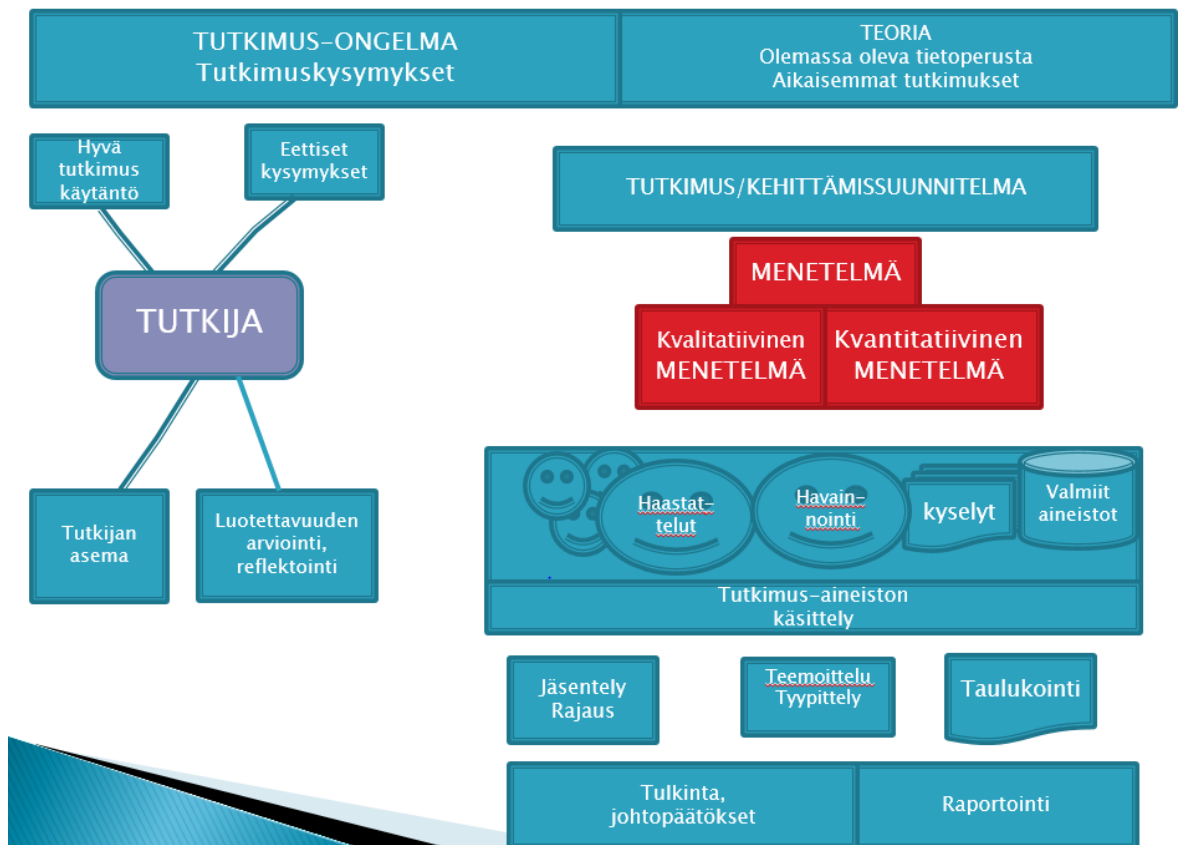 TUTKIMUS-ONGELMA
Tutkimuskysymykset
TEORIA
Olemassa oleva tietoperusta
Aikaisemmat tutkimukset
Hyvä
tutkimus
käytäntö
Eettiset
kysymykset
TUTKIJA
Tutkijan
asema
Luotettavuuden
arviointi,
reflektointi
TUTKIMUS/KEHITTÄMISSUUNNITELMA
MENETELMÄ
Kvalitatiivinen
MENETELMÄ
Kvantitatiivinen
MENETELMÄ
Haastat-
telut
Havain-
nointi
kyselyt
Valmiit
aineistot
Tutkimus-aineiston
käsittely
Jäsentely
Rajaus
Teemoittelu
Tyypittely
Taulukointi
Tulkinta,
johtopäätökset
Raportointi